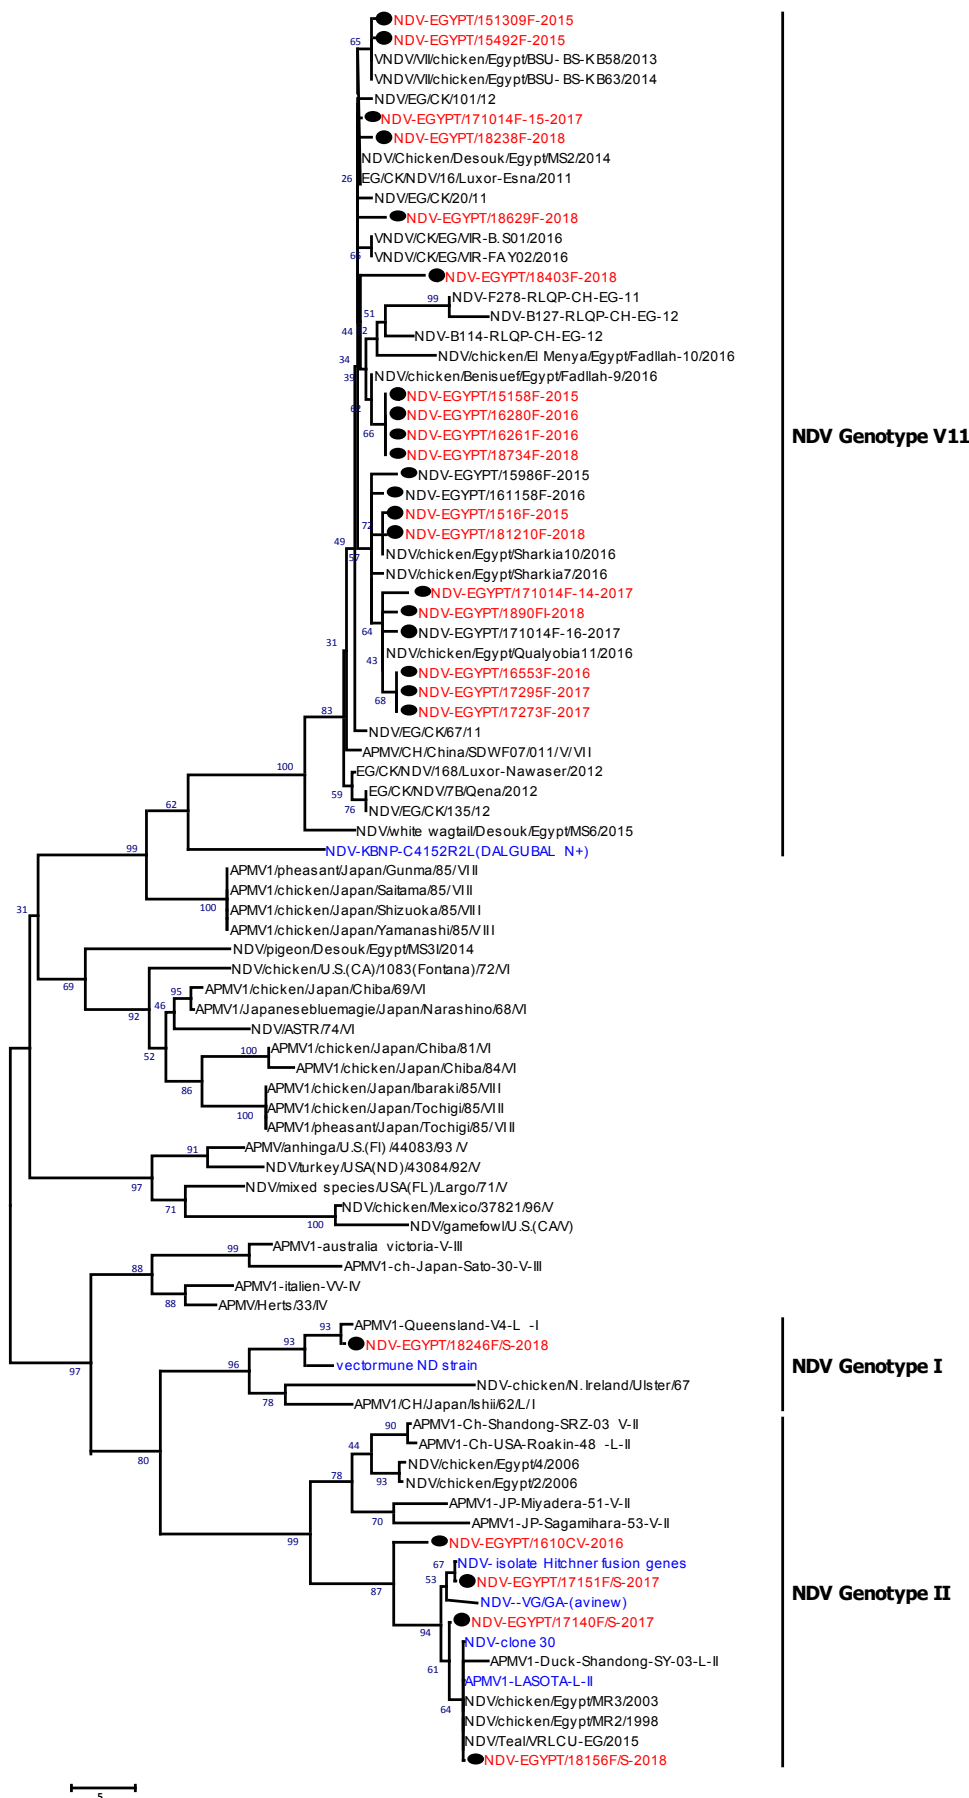 NDV-EGYPT/151309F-2015
65
NDV-EGYPT/15492F-2015
VNDV/VII/chicken/Egypt/BSU- BS-KB58/2013
VNDV/VII/chicken/Egypt/BSU- BS-KB63/2014
NDV/EG/CK/101/12
NDV-EGYPT/171014F-15-2017
NDV-EGYPT/18238F-2018
NDV/Chicken/Desouk/Egypt/MS2/2014
26
EG/CK/NDV/16/Luxor-Esna/2011
NDV/EG/CK/20/11
NDV-EGYPT/18629F-2018
VNDV/CK/EG/VIR-B.S01/2016
VNDV/CK/EG/VIR-FAY02/2016
NDV-EGYPT/18403F-2018
99
NDV-F278-RLQP-CH-EG-11
51
NDV-B127-RLQP-CH-EG-12
44
NDV-B114-RLQP-CH-EG-12
34
NDV/chicken/El Menya/Egypt/Fadllah-10/2016
39
NDV/chicken/Benisuef/Egypt/Fadllah-9/2016
NDV-EGYPT/15158F-2015
62
NDV-EGYPT/16280F-2016
66
NDV-EGYPT/16261F-2016
NDV Genotype V11
NDV-EGYPT/18734F-2018
NDV-EGYPT/15986F-2015
NDV-EGYPT/161158F-2016
NDV-EGYPT/1516F-2015
72
NDV-EGYPT/181210F-2018
49
57
NDV/chicken/Egypt/Sharkia10/2016
NDV/chicken/Egypt/Sharkia7/2016
NDV-EGYPT/171014F-14-2017
NDV-EGYPT/1890FI-2018
64
NDV-EGYPT/171014F-16-2017
31
NDV/chicken/Egypt/Qualyobia11/2016
43
NDV-EGYPT/16553F-2016
NDV-EGYPT/17295F-2017
68
NDV-EGYPT/17273F-2017
83
NDV/EG/CK/67/11
APMV/CH/China/SDWF07/011/V/VII
100
EG/CK/NDV/168/Luxor-Nawaser/2012
59
EG/CK/NDV/7B/Qena/2012
76
NDV/EG/CK/135/12
62
NDV/white wagtail/Desouk/Egypt/MS6/2015
99
NDV-KBNP-C4152R2L(DALGUBAL N+)
APMV1/pheasant/Japan/Gunma/85/VIII
APMV1/chicken/Japan/Saitama/85/VIII
100
APMV1/chicken/Japan/Shizuoka/85/VIII
31
APMV1/chicken/Japan/Yamanashi/85/VIII
NDV/pigeon/Desouk/Egypt/MS3I/2014
69
NDV/chicken/U.S.(CA)/1083(Fontana)/72/VI
95
APMV1/chicken/Japan/Chiba/69/VI
46
92
APMV1/Japanesebluemagie/Japan/Narashino/68/VI
NDV/ASTR/74/VI
52
100
APMV1/chicken/Japan/Chiba/81/VI
APMV1/chicken/Japan/Chiba/84/VI
86
APMV1/chicken/Japan/Ibaraki/85/VIII
100
APMV1/chicken/Japan/Tochigi/85/VIII
APMV1/pheasant/Japan/Tochigi/85/VIII
91
APMV/anhinga/U.S.(Fl)/44083/93/V
NDV/turkey/USA(ND)/43084/92/V
97
NDV/mixed species/USA(FL)/Largo/71/V
71
NDV/chicken/Mexico/37821/96/V
100
NDV/gamefowl/U.S.(CA/V)
99
APMV1-australia victoria-V-III
88
APMV1-ch-Japan-Sato-30-V-III
APMV1-italien-VV-IV
88
APMV/Herts/33/IV
93
APMV1-Queensland-V4-L -I
93
NDV-EGYPT/18246F/S-2018
97
96
vectormune ND strain
NDV Genotype I
NDV-chicken/N.Ireland/Ulster/67
78
APMV1/CH/Japan/Ishii/62/L/I
90
APMV1-Ch-Shandong-SRZ-03 V-II
44
APMV1-Ch-USA-Roakin-48 -L-II
80
NDV/chicken/Egypt/4/2006
78
93
NDV/chicken/Egypt/2/2006
APMV1-JP-Miyadera-51-V-II
70
APMV1-JP-Sagamihara-53-V-II
99
NDV-EGYPT/1610CV-2016
67
NDV- isolate Hitchner fusion genes
53
NDV-EGYPT/17151F/S-2017
87
NDV--VG/GA-(avinew)
NDV Genotype II
NDV-EGYPT/17140F/S-2017
94
NDV-clone 30
61
APMV1-Duck-Shandong-SY-03-L-II
APMV1-LASOTA-L-II
64
NDV/chicken/Egypt/MR3/2003
NDV/chicken/Egypt/MR2/1998
NDV/Teal/VRLCU-EG/2015
NDV-EGYPT/18156F/S-2018
5